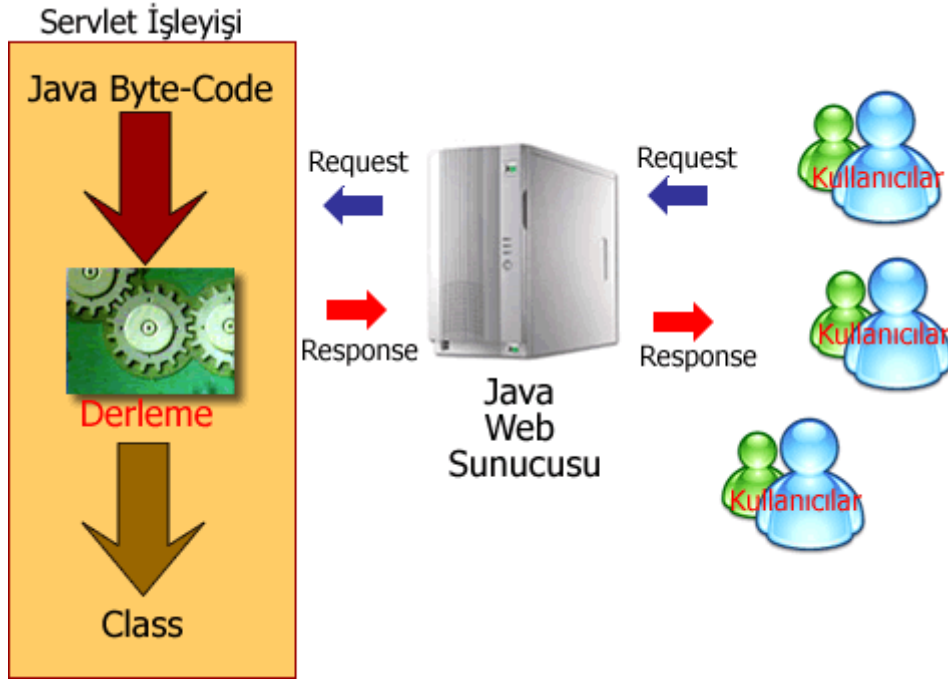 Servlet İşleyişi
Java Byte-Code
Derleme
Class
Request
Response
Java
Web
Sunucusu
Request
Response
Kullanıcılar
Kullanıcılar
Kullanıcılar